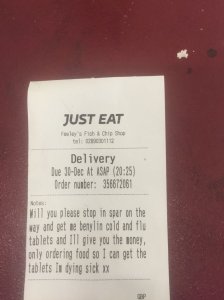 JUST EAT
Feeley's Fish & Chip Shop
tel: 02890301112
Delivery
Due 30-Dec At ASAP (20:25)
Order number: 356672061
Notes:
Will you please stop in spar on the
way and get me benylin cold and flu
tablets and Ill give you the money,
only ordering food so I can get the
tablets Im dying sick xx
GBP